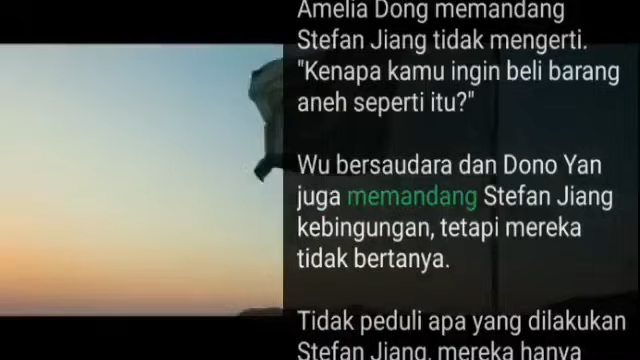 Amelia Dong memandang
Stefan Jiang tidak mengerti.
"Kenapa kamu ingin beli barang
aneh seperti itu?"
Wu bersaudara dan Dono Yan
juga memandang Stefan Jiang
kebingungan, tetapi mereka
tidak bertanya.
Tidak peduli apa yang dilakukan
Stefan Jiang, mereka hanya